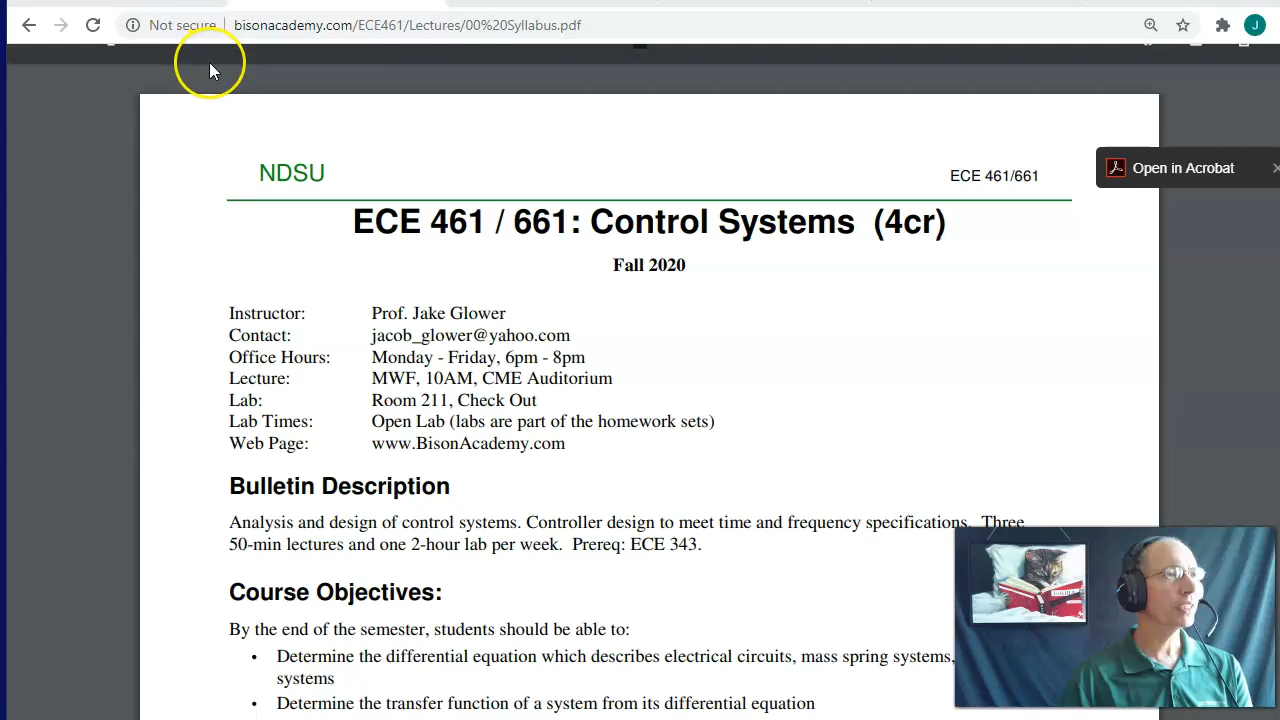 Not secure | bisonacademy.com/ECE461/Lectures/00%20Syllabus.pdf
J
Open in Acrobat
NDSU
ECE 461/661
ECE 461 / 661: Control Systems (4cr)
Fall 2020
Instructor: Prof. Jake Glower
Contact: jacob_glower@yahoo.com
Office Hours: Monday - Friday, 6pm - 8pm
Lecture: MWF, 10AM, CME Auditorium
Lab: Room 211, Check Out
Lab Times: Open Lab (labs are part of the homework sets)
Web Page: www.BisonAcademy.com
Bulletin Description
Analysis and design of control systems. Controller design to meet time and frequency specifications. Three
50-min lectures and one 2-hour lab per week. Prereq: ECE 343.
Course Objectives:
By the end of the semester, students should be able to:
• Determine the differential equation which describes electrical circuits, mass spring systems,
systems
• Determine the transfer function of a system from its differential equation